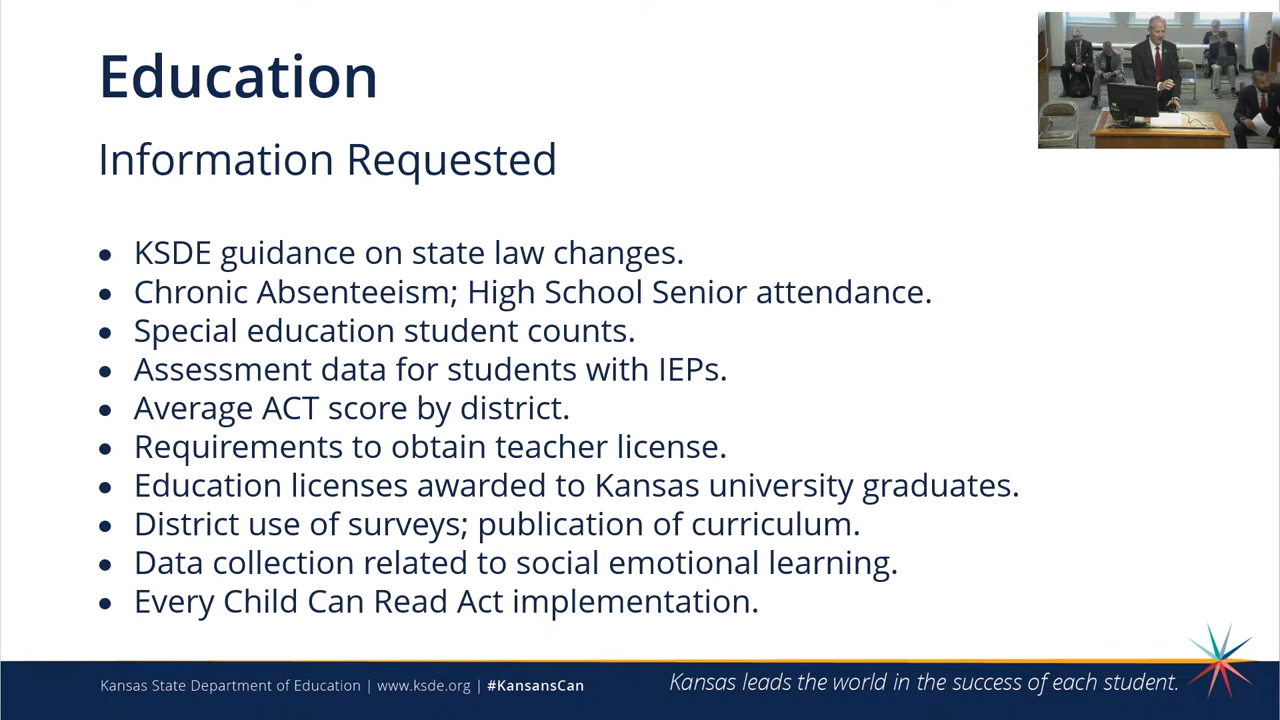 Education
Information Requested
• KSDE guidance on state law changes.
• Chronic Absenteeism; High School Senior attendance.
• Special education student counts.
• Assessment data for students with IEPs.
• Average ACT score by district.
• Requirements to obtain teacher license.
• Education licenses awarded to Kansas university graduates.
• District use of surveys; publication of curriculum.
• Data collection related to social emotional learning.
• Every Child Can Read Act implementation.
Kansas State Department of Education | www.ksde.org | #KansansCan
Kansas leads the world in the success of each student.